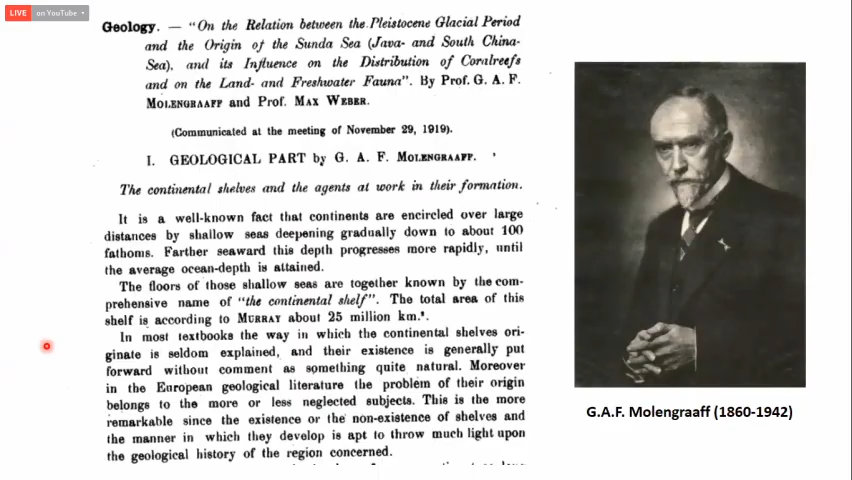 LIVE on YouTube
Geology. — "On the Relation between the Pleistocene Glacial Period
and the Origin of the Sunda Sea (Java- and South China-
Sea), and its Influence on the Distribution of Coralreefs
and on the Land- and Freshwater Fauna". By Prof. G. A. F.
MOLENGRAAFF and Prof. MAX WEBER.
(Communicated at the meeting of November 29, 1919).
I. GEOLOGICAL PART by G. A. F. MOLENGRAAFF.
The continental shelves and the agents at work in their formation.
It is a well-known fact that continents are encircled over large
distances by shallow seas deepening gradually down to about 100
fathoms. Farther seaward this depth progresses more rapidly, until
the average ocean-depth is attained.
The floors of those shallow seas are together known by the com-
prehensive name of "the continental shelf". The total area of this
shelf is according to MURRAY about 25 million km.².
In most textbooks the way in which the continental shelves ori-
ginate is seldom explained, and their existence is generally put
forward without comment as something quite natural. Moreover
in the European geological literature the problem of their origin
belongs to the more or less neglected subjects. This is the more
remarkable since the existence or the non-existence of shelves and
the manner in which they develop is apt to throw much light upon
the geological history of the region concerned.
G.A.F. Molengraaff (1860-1942)